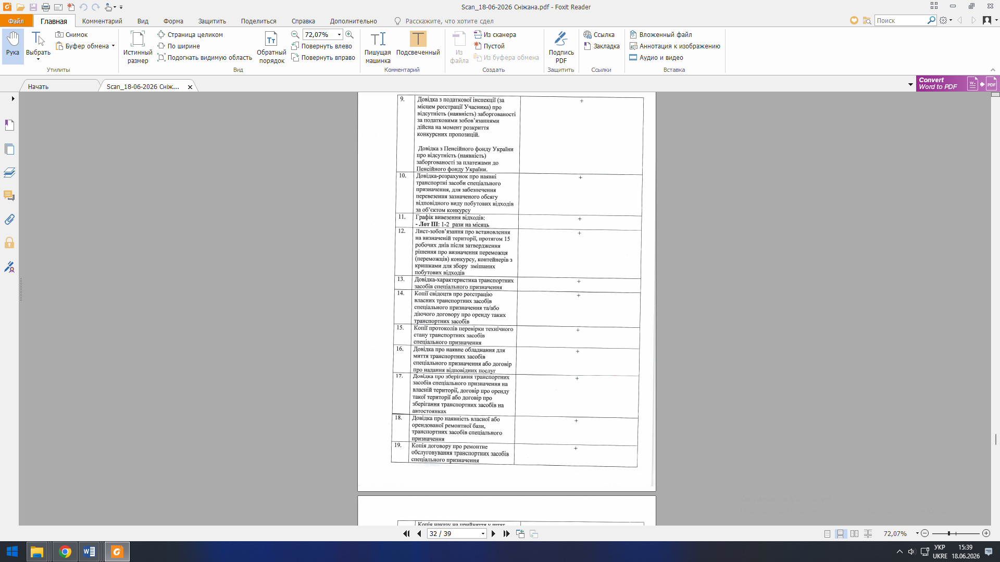 Scan_18-06-2026 Сніжана.pdf - Foxit Reader
Файл
Главная
Комментарий
Вид
Форма
Защитить
Поделиться
Справка
Дополнительно
Расскажите, что хотите сдел
Поиск
Рука
Выбрать
Снимок
Буфер обмена
Утилиты
Истинный размер
Страница целиком
По ширине
Подогнать видимую область
Обратный порядок
72,07%
Повернуть влево
Повернуть вправо
Вид
Пишущая машинка
Подсвеченный
Комментарий
Из файла
Из сканера
Пустой
Из буфера обмена
Создать
Подпись PDF
Защитить
Ссылка
Закладка
Ссылки
Вложенный файл
Аннотация к изображению
Аудио и видео
Вставка
Начать
Scan_18-06-2026 Сніж...
Convert
Word to PDF
9. Довідка з податкової інспекції (за +
місцем реєстрації Учасника) про
відсутність (наявність) заборгованості
за податковими зобов’язаннями
дійсна на момент розкриття
конкурсних пропозицій.
Довідка з Пенсійного фонду України
про відсутність (наявність)
заборгованості за платежами до
Пенсійного фонду України.
10. Довідка-розрахунок про наявні +
транспортні засоби спеціального
призначення, для забезпечення
перевезення зазначеного обсягу
відповідного виду побутових відходів
за об’єктом конкурсу
11. Графік вивезення відходів: +
- Лот ІІІ: 1-2 рази на місяць
12. Лист-зобов’язання про встановлення +
на визначеній території, протягом 15
робочих днів після затвердження
рішення про визначення переможця
(переможців) конкурсу, контейнерів з
кришками для збору змішаних
побутових відходів
13. Довідка-характеристика транспортних +
засобів спеціального призначення
14. Копії свідоцтв про реєстрацію +
власних транспортних засобів
спеціального призначення та/або
діючого договору про оренду таких
транспортних засобів
15. Копії протоколів перевірки технічного +
стану транспортних засобів
спеціального призначення
16. Довідка про наявне обладнання для +
миття транспортних засобів
спеціального призначення або договір
про надання відповідних послуг
17. Довідка про зберігання транспортних +
засобів спеціального призначення на
власній території, договір про оренду
такої території або договір про
зберігання транспортних засобів на
автостоянках
18. Довідка про наявність власної або +
орендованої ремонтної бази,
транспортних засобів спеціального
призначення
19. Копія договору про ремонтне +
обслуговування транспортних засобів
спеціального призначення
Копія наказу на прийняття у штат
32 / 39
72,07%
УКР
UKRE
15:39
18.06.2026